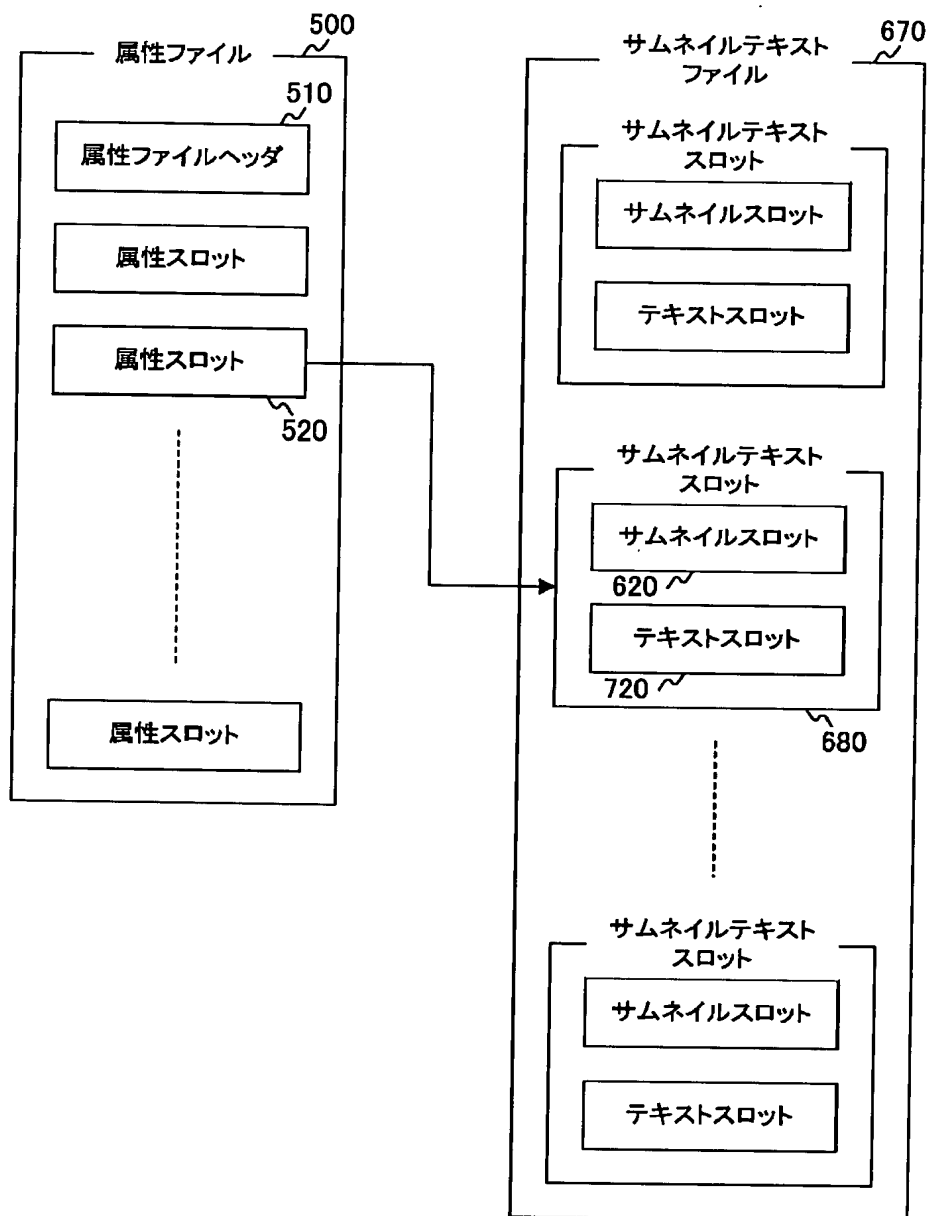 500
属性ファイル
510
属性ファイルヘッダ
属性スロット
属性スロット
520
属性スロット
670
サムネイルテキスト
ファイル
サムネイルテキスト
スロット
サムネイルスロット
テキストスロット
サムネイルテキスト
スロット
サムネイルスロット
620
テキストスロット
720
680
サムネイルテキスト
スロット
サムネイルスロット
テキストスロット